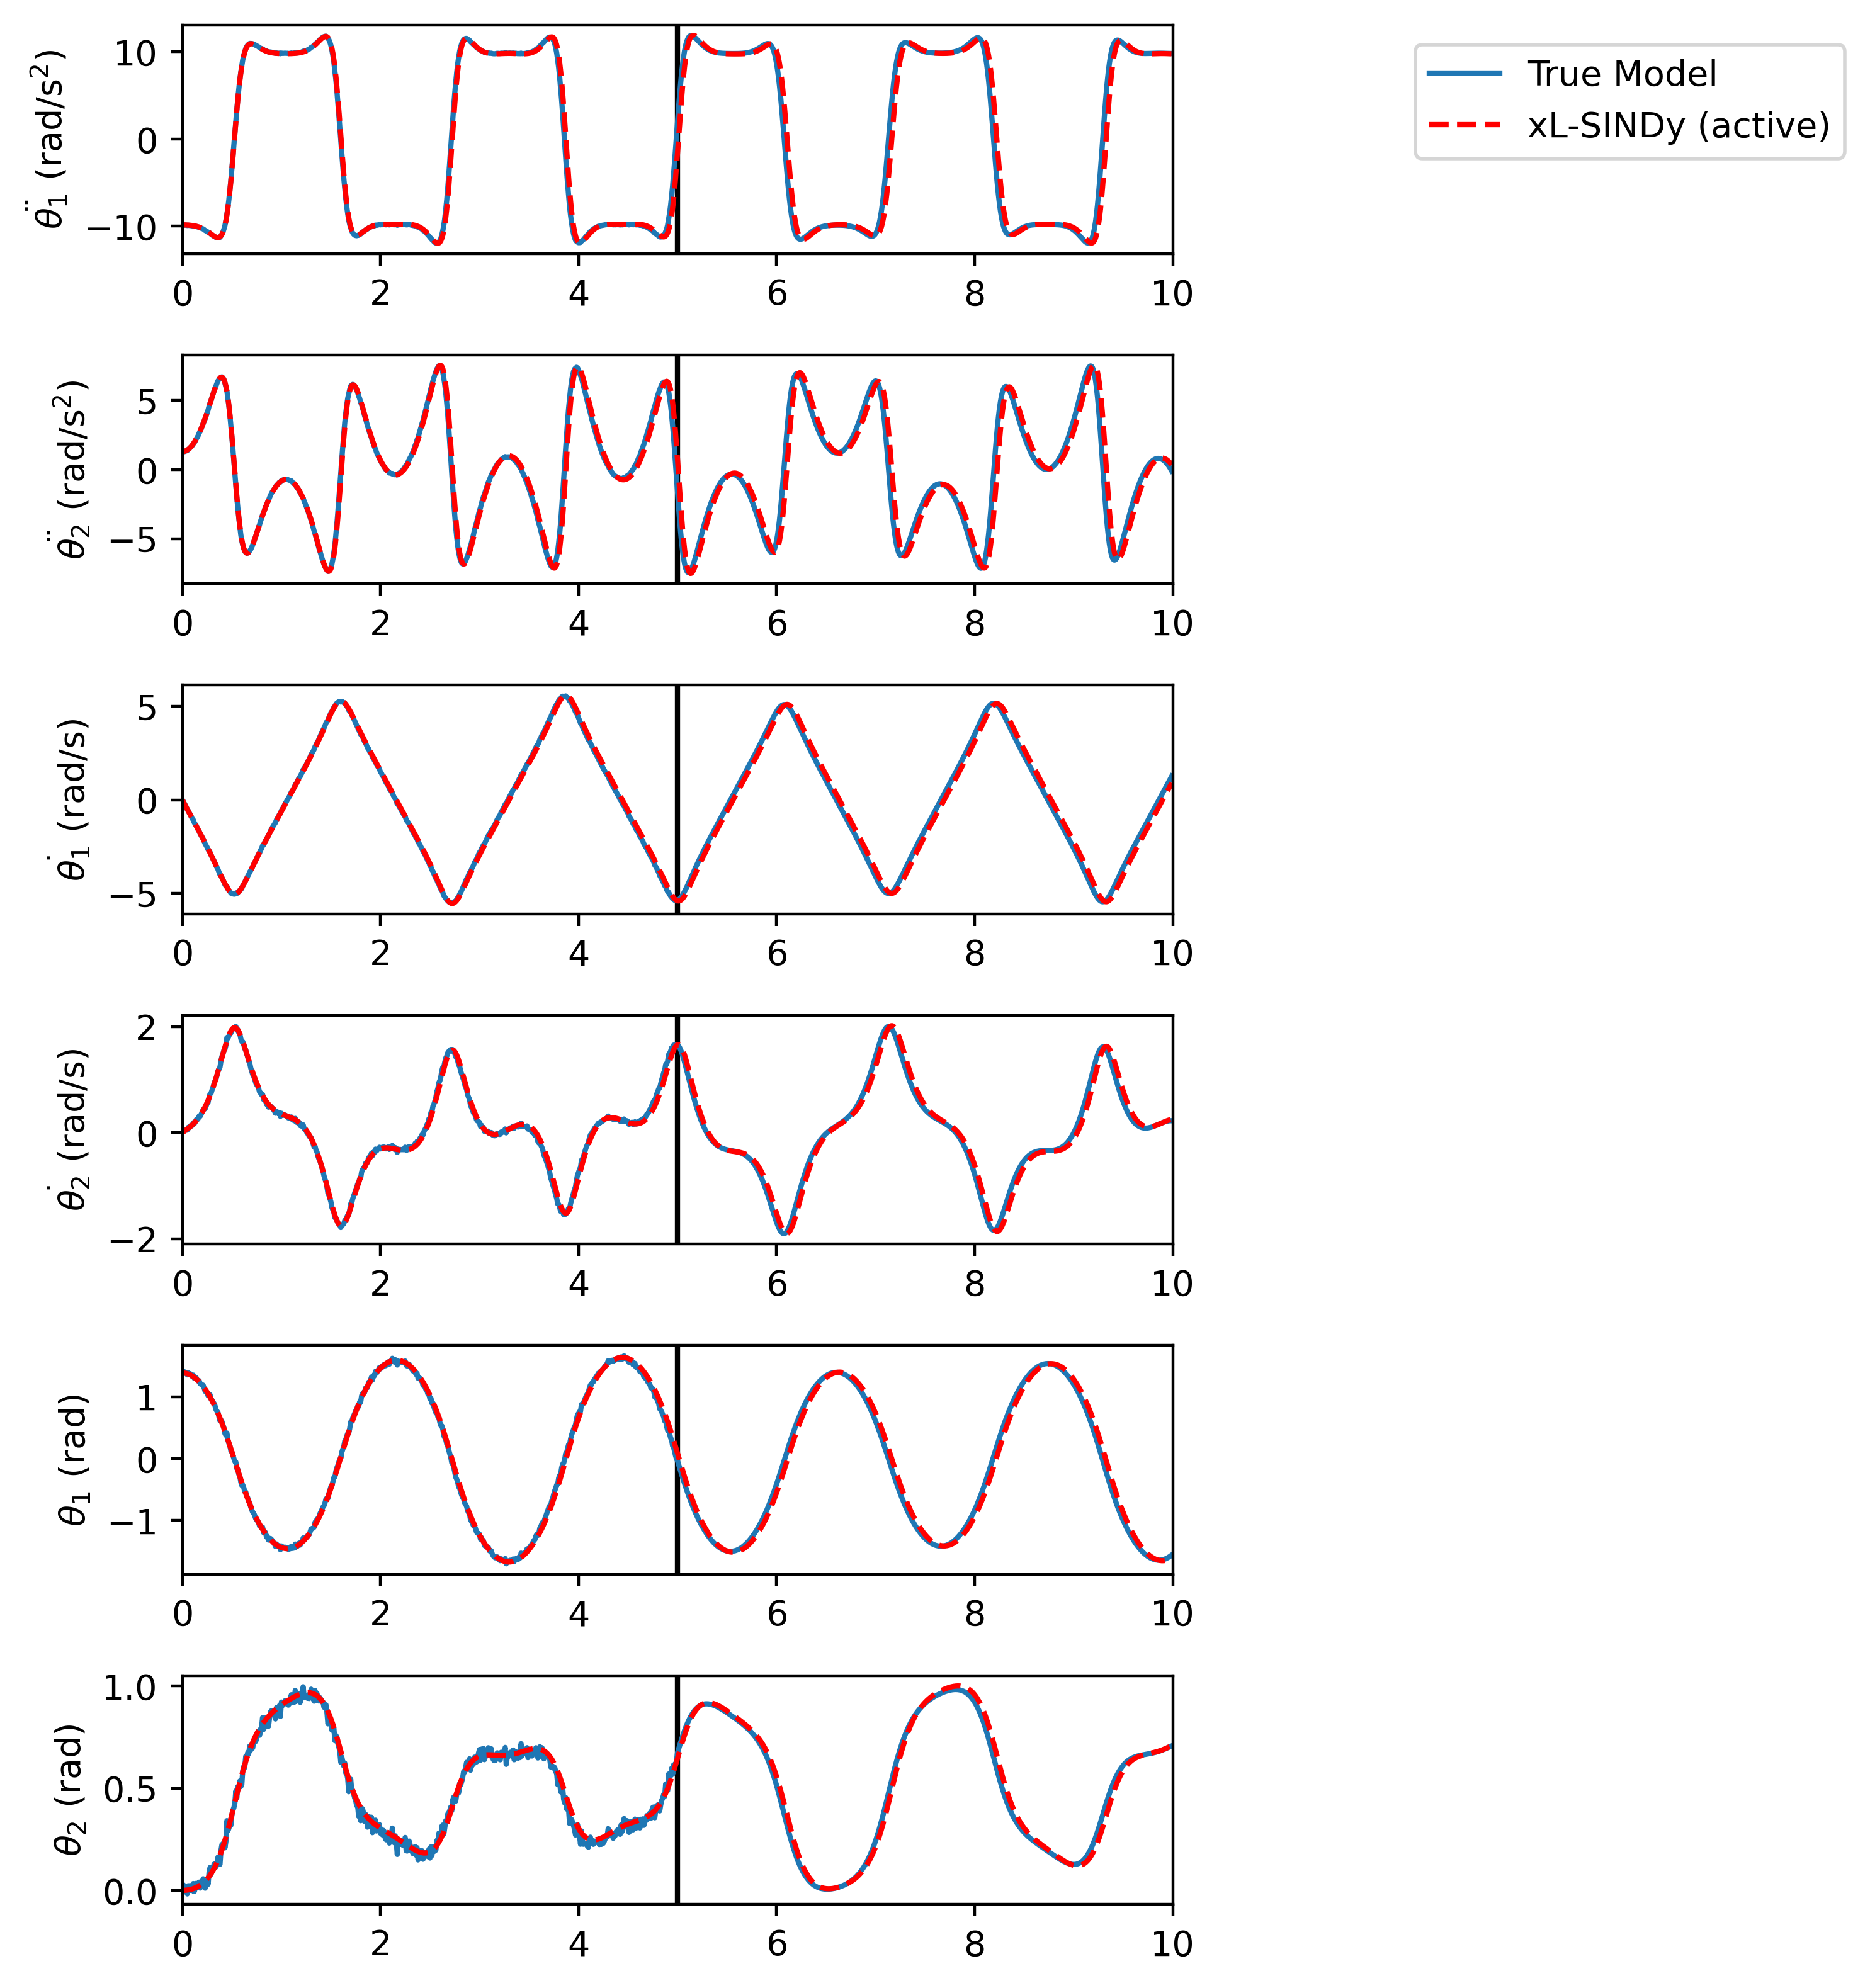 θ̈₁ (rad/s²)
10
0
−10
0 2 4 6 8 10
True Model
xL-SINDy (active)
θ̈₂ (rad/s²)
5
0
−5
0 2 4 6 8 10
θ̇₁ (rad/s)
5
0
−5
0 2 4 6 8 10
θ̇₂ (rad/s)
2
0
−2
0 2 4 6 8 10
θ₁ (rad)
1
0
−1
0 2 4 6 8 10
θ₂ (rad)
1.0
0.5
0.0
0 2 4 6 8 10